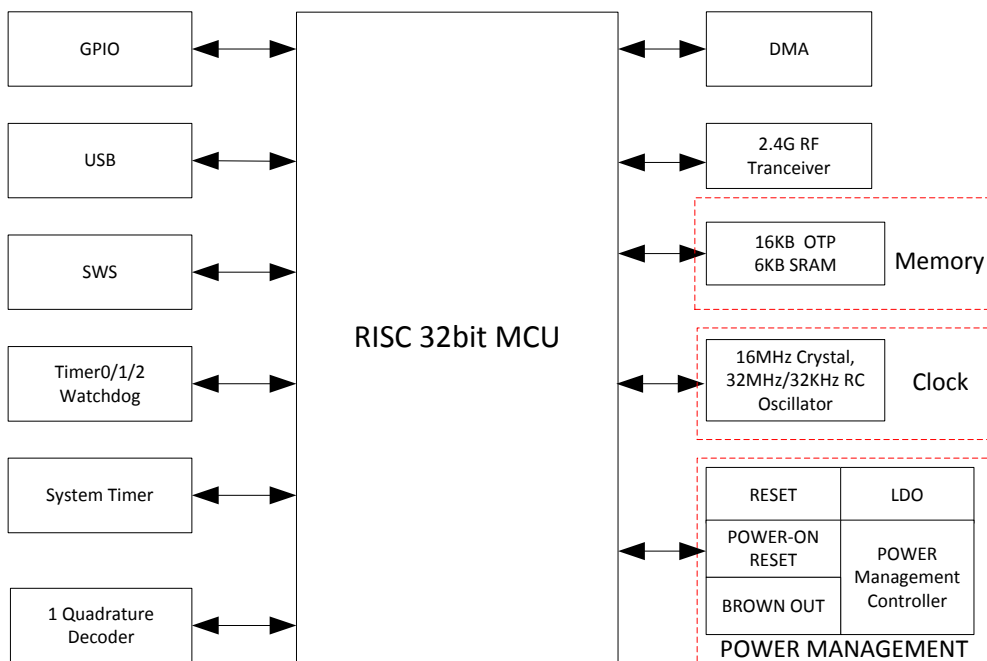 GPIO
USB
SWS
Timer0/1/2
Watchdog
System Timer
1 Quadrature
Decoder
RISC 32bit MCU
DMA
2.4G RF
Tranceiver
16KB OTP
6KB SRAM
Memory
16MHz Crystal,
32MHz/32KHz RC
Oscillator
Clock
RESET
LDO
POWER-ON
RESET
BROWN OUT
POWER
Management
Controller
POWER MANAGEMENT